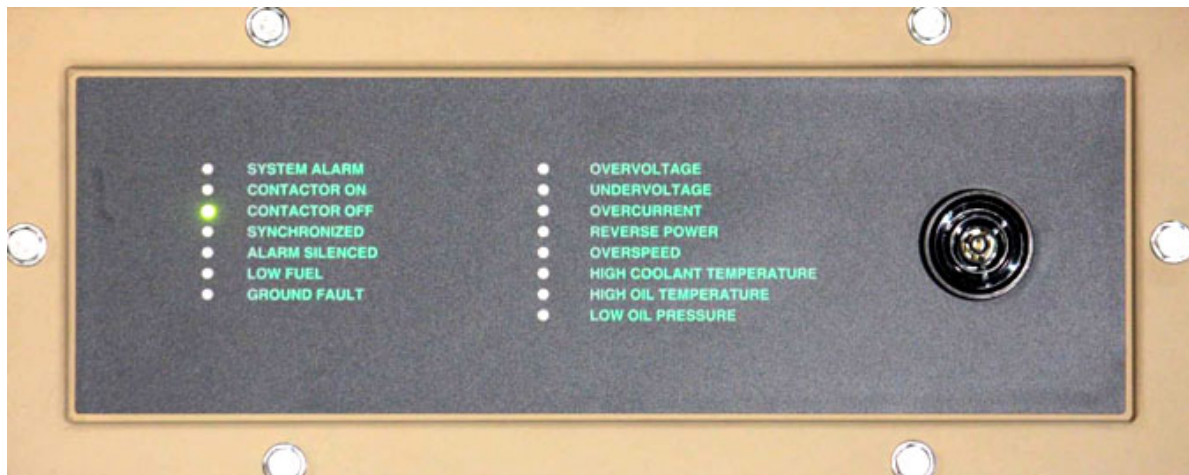 SYSTEM ALARM
CONTACTOR ON
CONTACTOR OFF
SYNCHRONIZED
ALARM SILENCED
LOW FUEL
GROUND FAULT
OVERVOLTAGE
UNDERVOLTAGE
OVERCURRENT
REVERSE POWER
OVERSPEED
HIGH COOLANT TEMPERATURE
HIGH OIL TEMPERATURE
LOW OIL PRESSURE